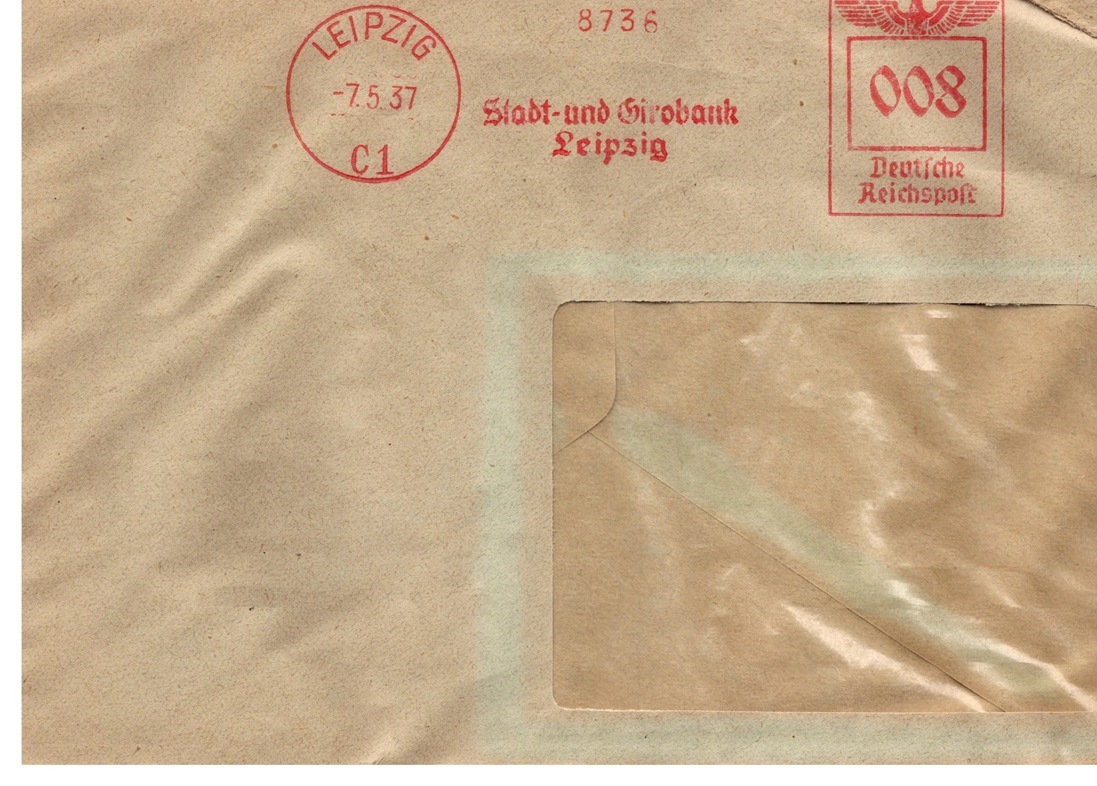 LEIPZIG
-7.5.37
C1
8736
Stadt- und Girobank
Leipzig
008
Deutsche
Reichspost